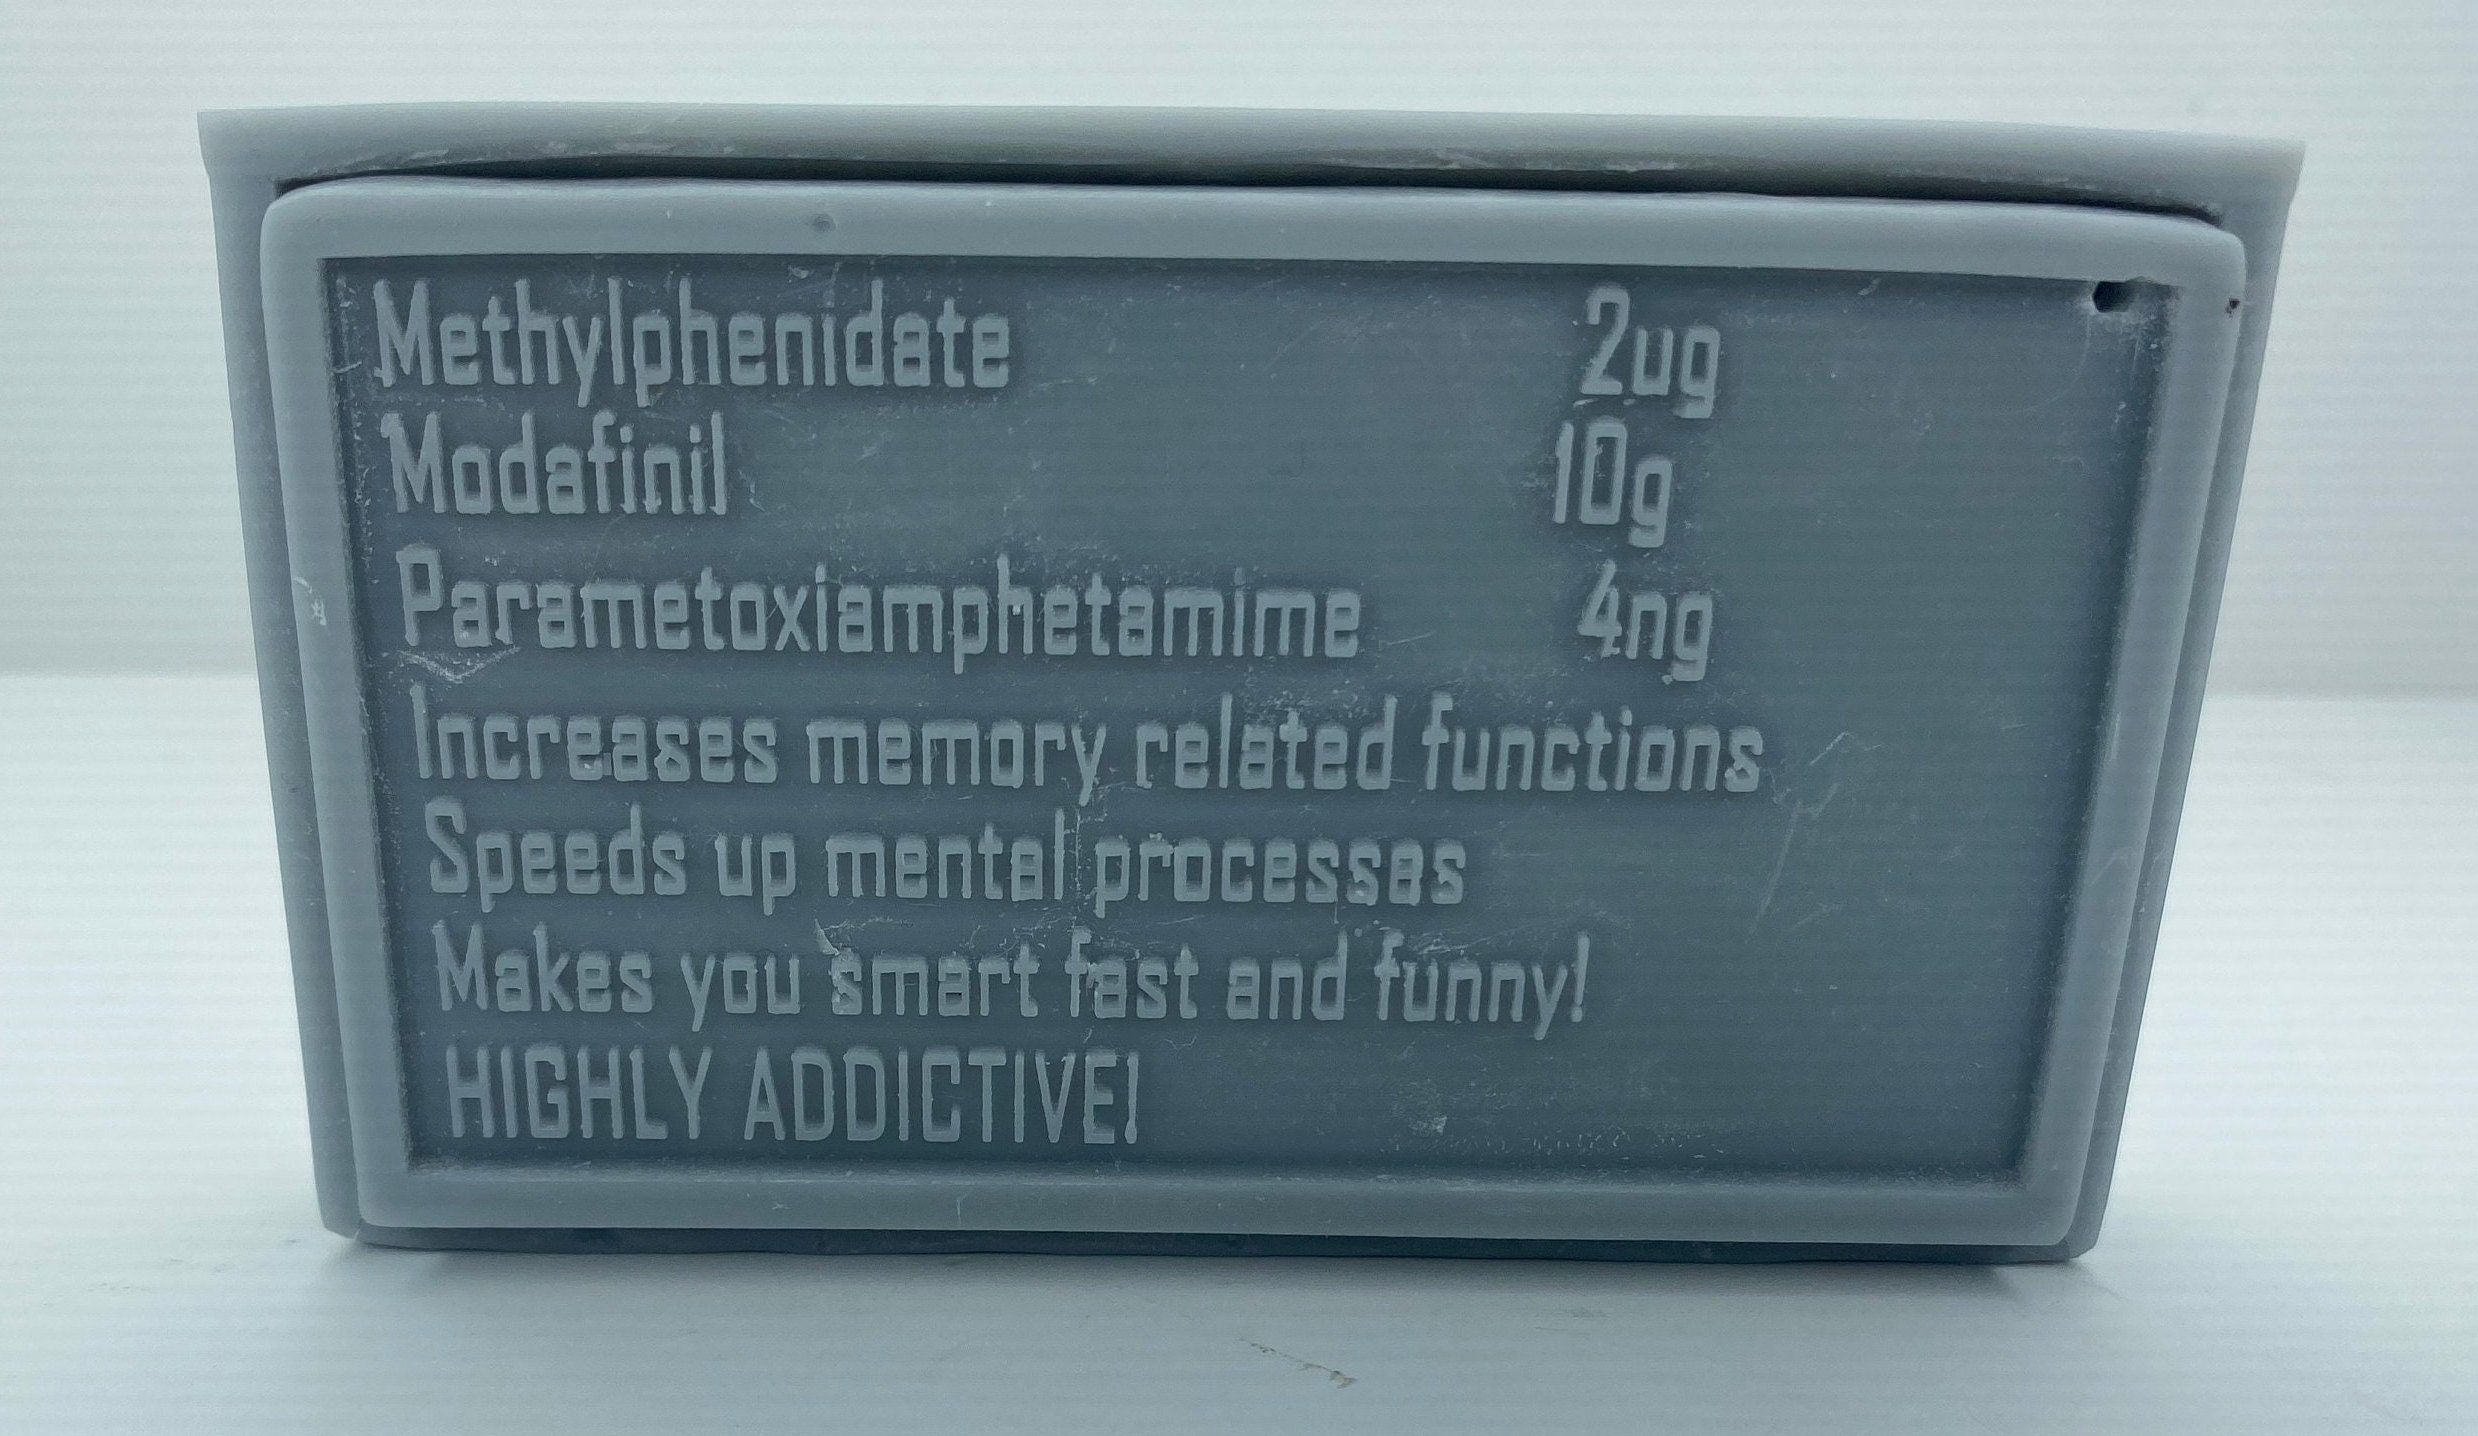 Methylphenidate 2ug
Modafinil 10g
Parametoxiamphetamime 4ng
Increases memory related functions
Speeds up mental processes
Makes you smart fast and funny!
HIGHLY ADDICTIVE!